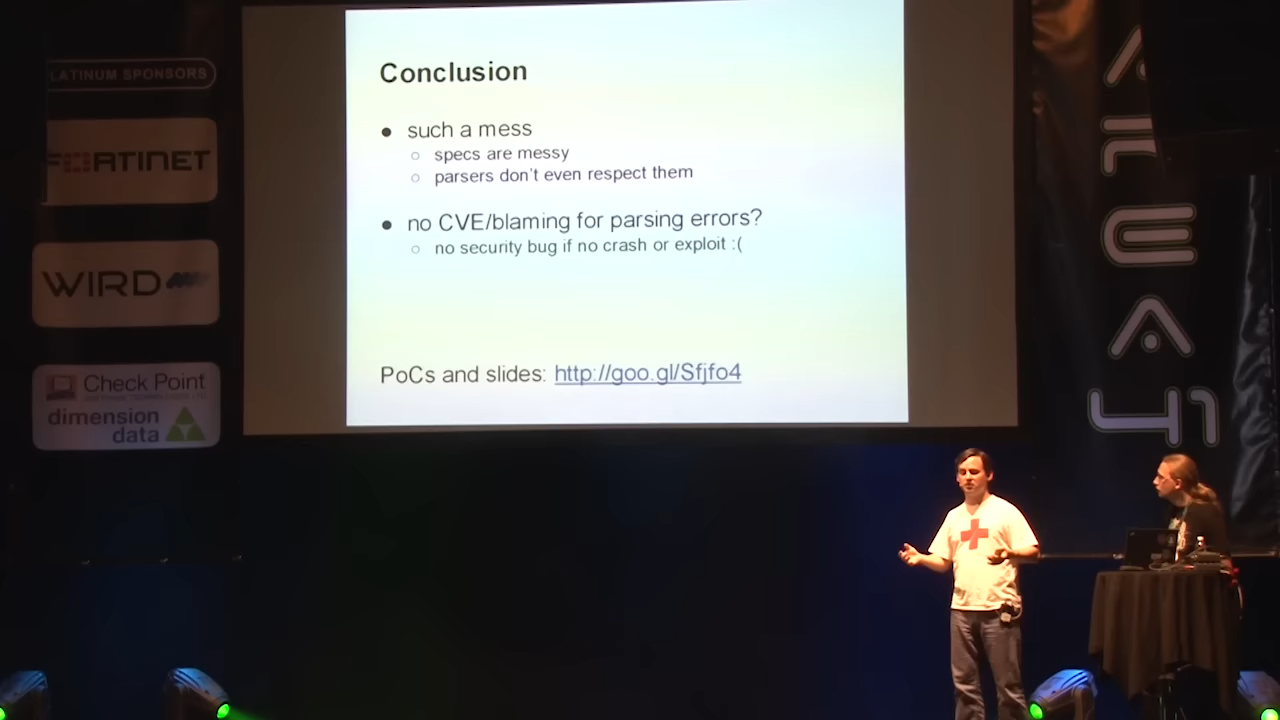 LATINUM SPONSORS
FORTINET
WIRD
Check Point
dimension
data
Conclusion
● such a mess
○ specs are messy
○ parsers don't even respect them
● no CVE/blaming for parsing errors?
○ no security bug if no crash or exploit :(
PoCs and slides: http://goo.gl/Sfjfo4
AREA
41